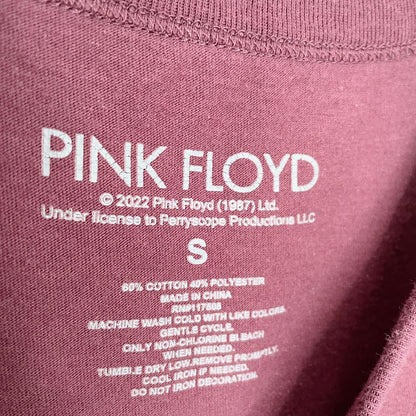 PINK FLOYD
© 2022 Pink Floyd (1987) Ltd.
Under license to Perryscope Productions LLC
S
60% COTTON 40% POLYESTER
MADE IN CHINA
MACHINE WASH COLD WITH LIKE COLORS.
GENTLE CYCLE.
ONLY NON-CHLORINE BLEACH
WHEN NEEDED.
TUMBLE DRY LOW.REMOVE PROMPTLY.
COOL IRON IF NEEDED.
DO NOT IRON DECORATION.